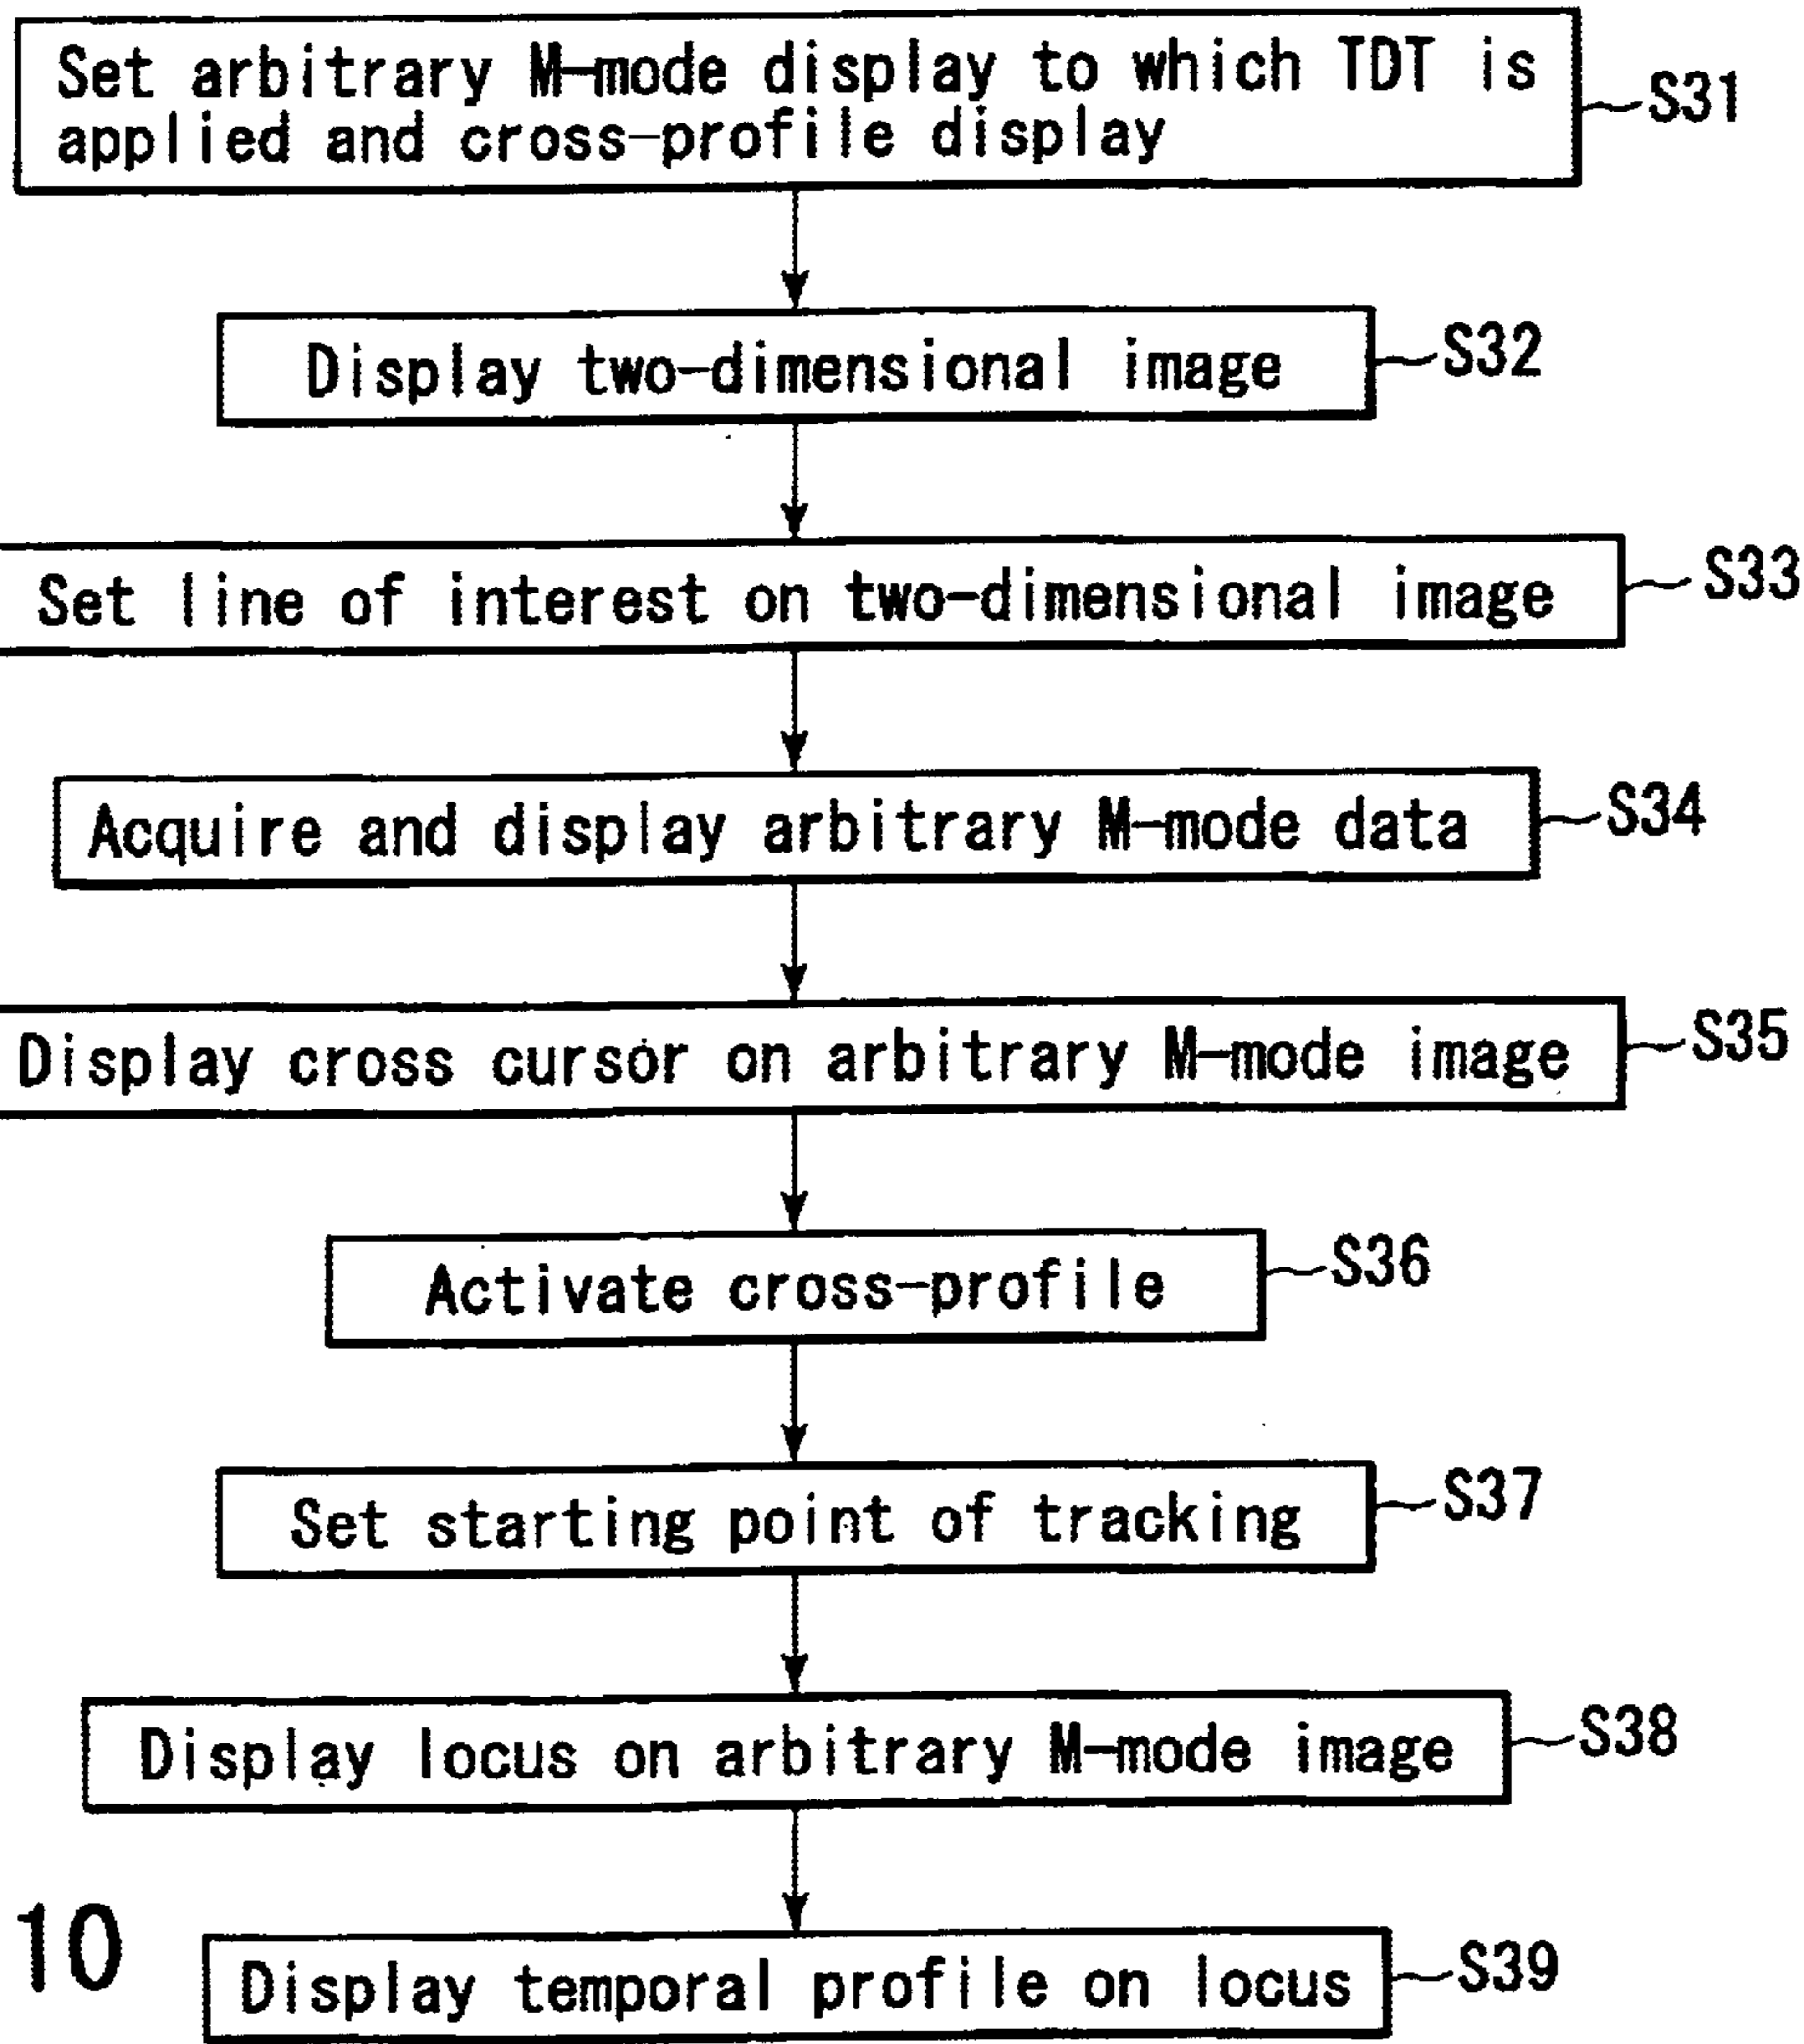 Set arbitrary M-mode display to which TDT is
applied and cross-profile display
S31
Display two-dimensional image
S32
Set line of interest on two-dimensional image
S33
Acquire and display arbitrary M-mode data
S34
Display cross cursor on arbitrary M-mode image
S35
Activate cross-profile
S36
Set starting point of tracking
S37
Display locus on arbitrary M-mode image
S38
10
Display temporal profile on locus
S39